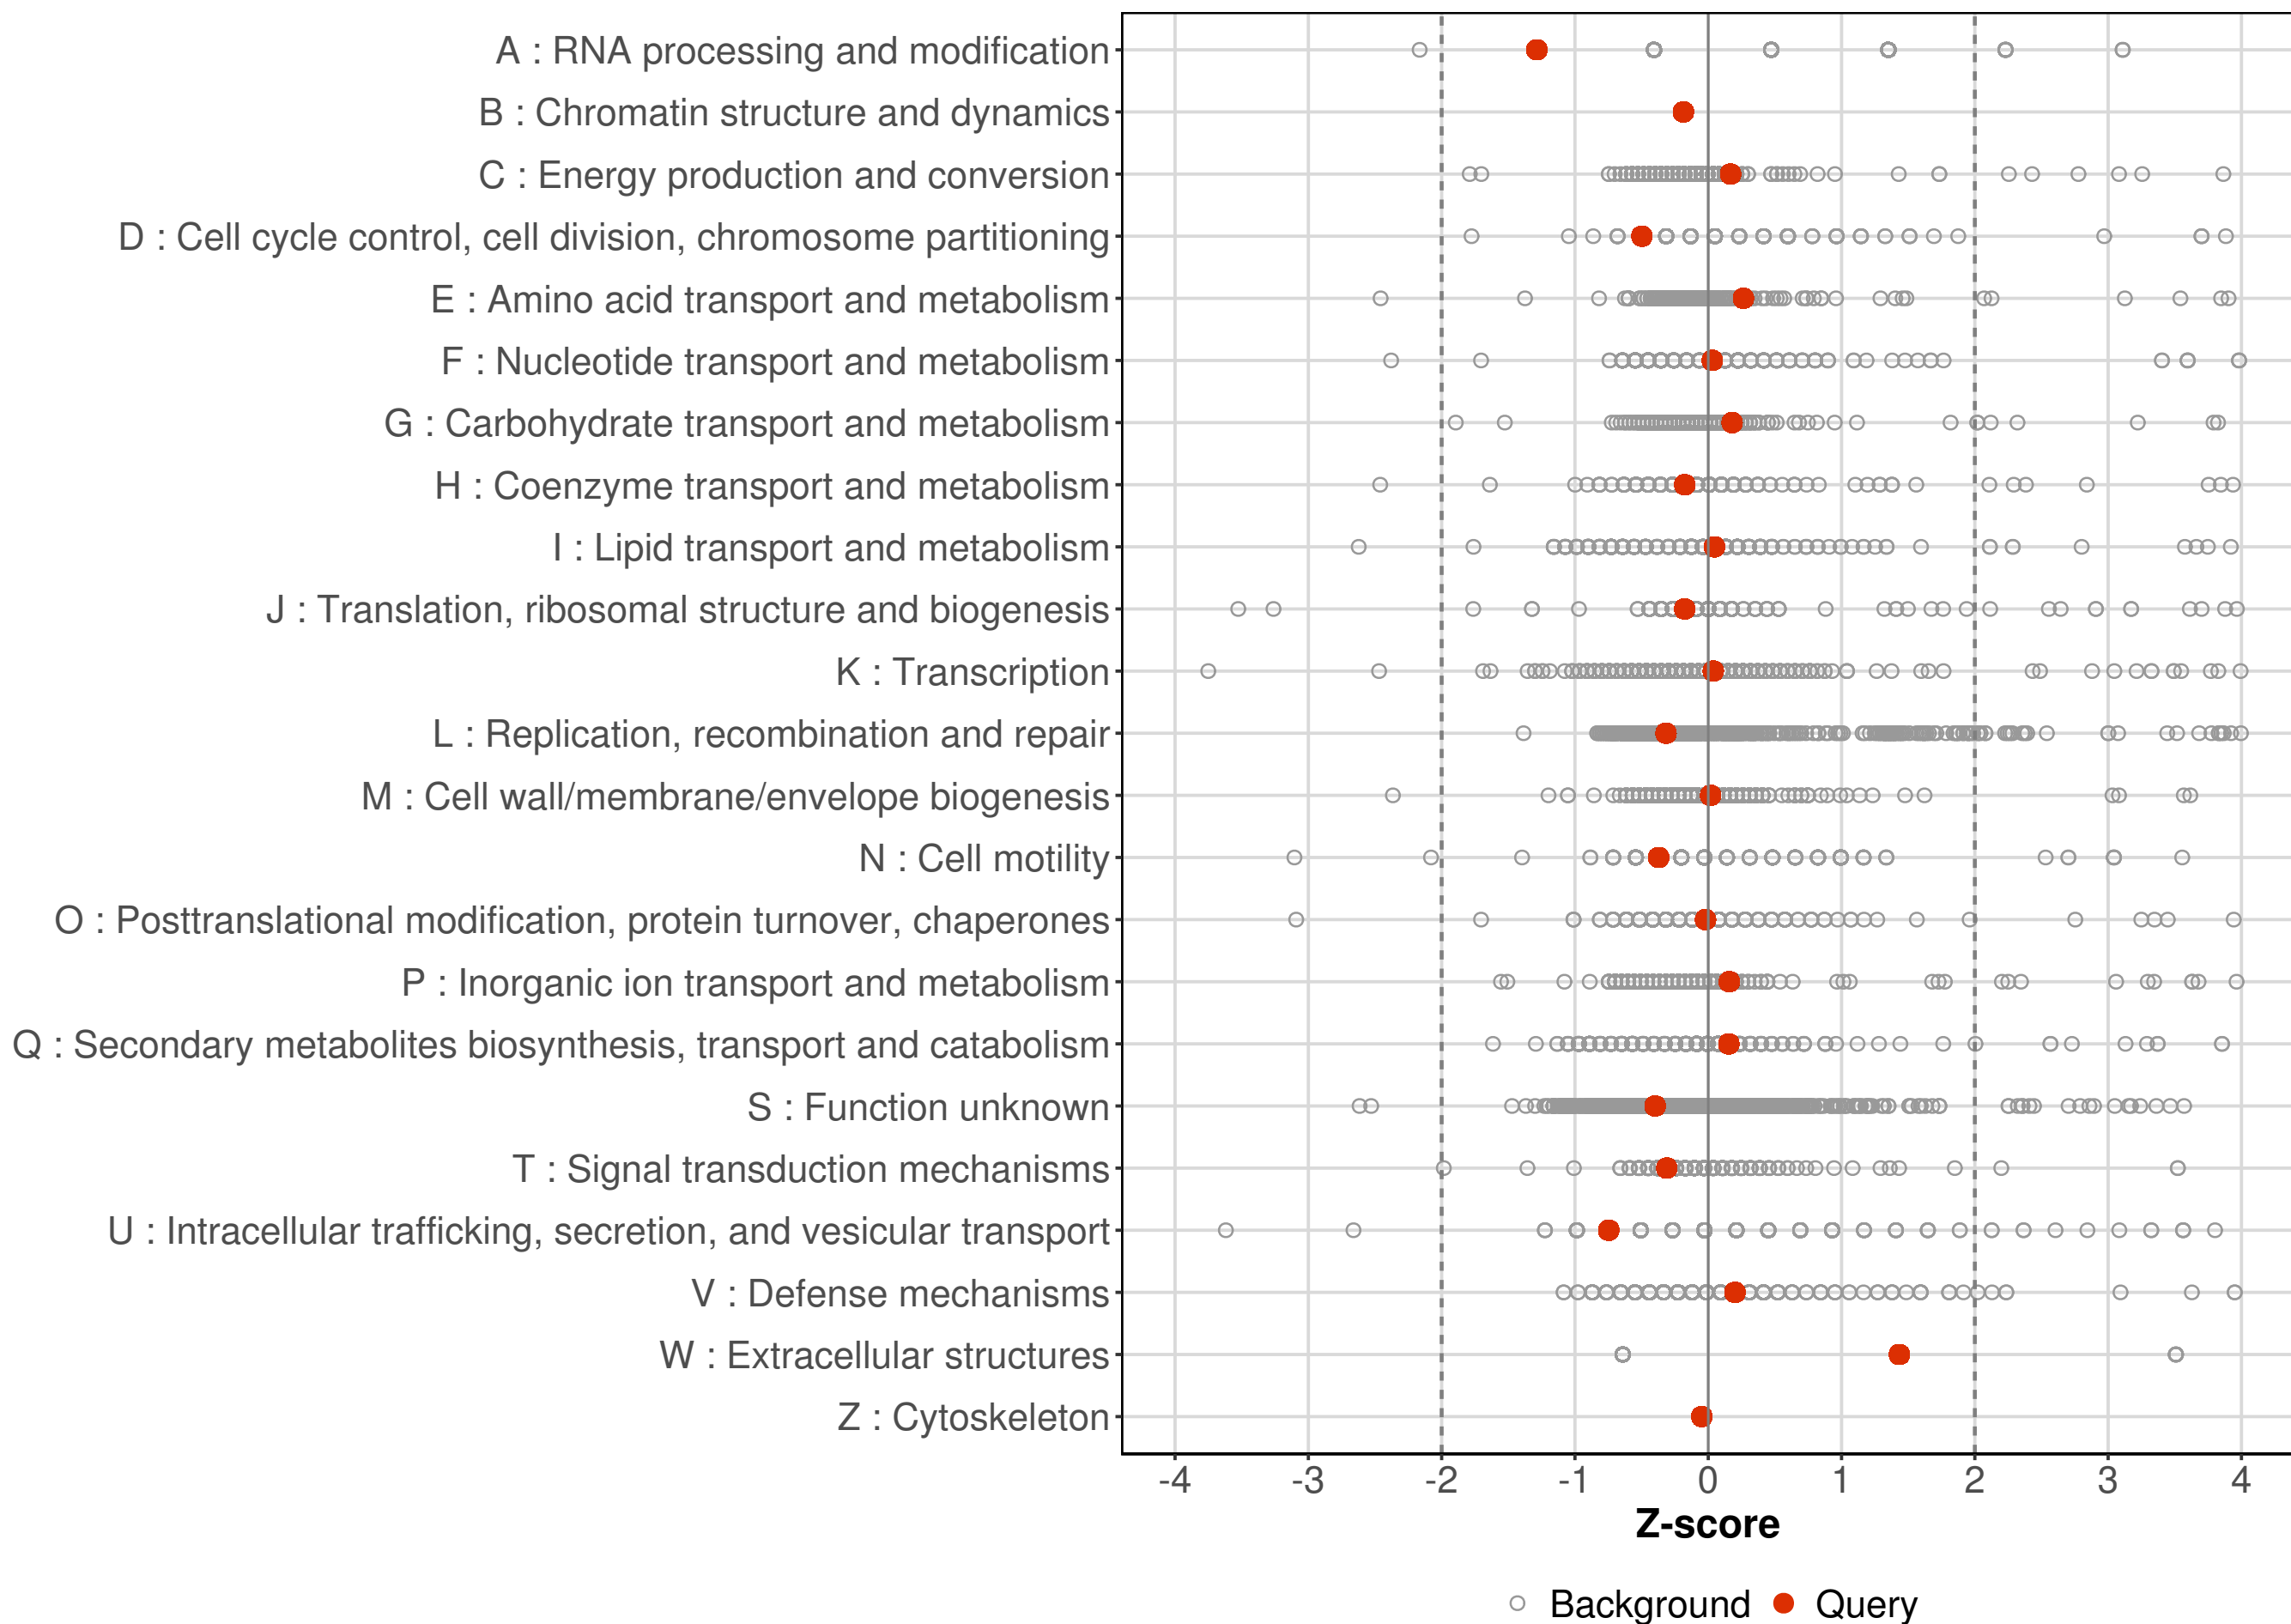 A : RNA processing and modification
B : Chromatin structure and dynamics
C : Energy production and conversion
D : Cell cycle control, cell division, chromosome partitioning
E : Amino acid transport and metabolism
F : Nucleotide transport and metabolism
G : Carbohydrate transport and metabolism
H : Coenzyme transport and metabolism
I : Lipid transport and metabolism
J : Translation, ribosomal structure and biogenesis
K : Transcription
L : Replication, recombination and repair
M : Cell wall/membrane/envelope biogenesis
N : Cell motility
O : Posttranslational modification, protein turnover, chaperones
P : Inorganic ion transport and metabolism
Q : Secondary metabolites biosynthesis, transport and catabolism
S : Function unknown
T : Signal transduction mechanisms
U : Intracellular trafficking, secretion, and vesicular transport
V : Defense mechanisms
W : Extracellular structures
Z : Cytoskeleton
-4 -3 -2 -1 0 1 2 3 4
Z-score
Background Query